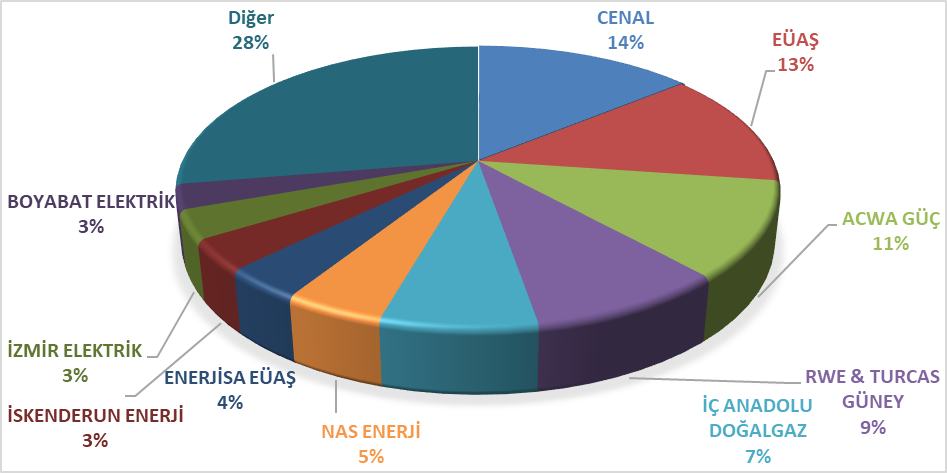 Diğer
28%
CENAL
14%
EÜAŞ
13%
ACWA GÜÇ
11%
RWE & TURCAS
GÜNEY
9%
İÇ ANADOLU
DOĞALGAZ
7%
NAS ENERJİ
5%
ENERJİSA EÜAŞ
4%
İSKENDERUN ENERJİ
3%
İZMİR ELEKTRİK
3%
BOYABAT ELEKTRİK
3%